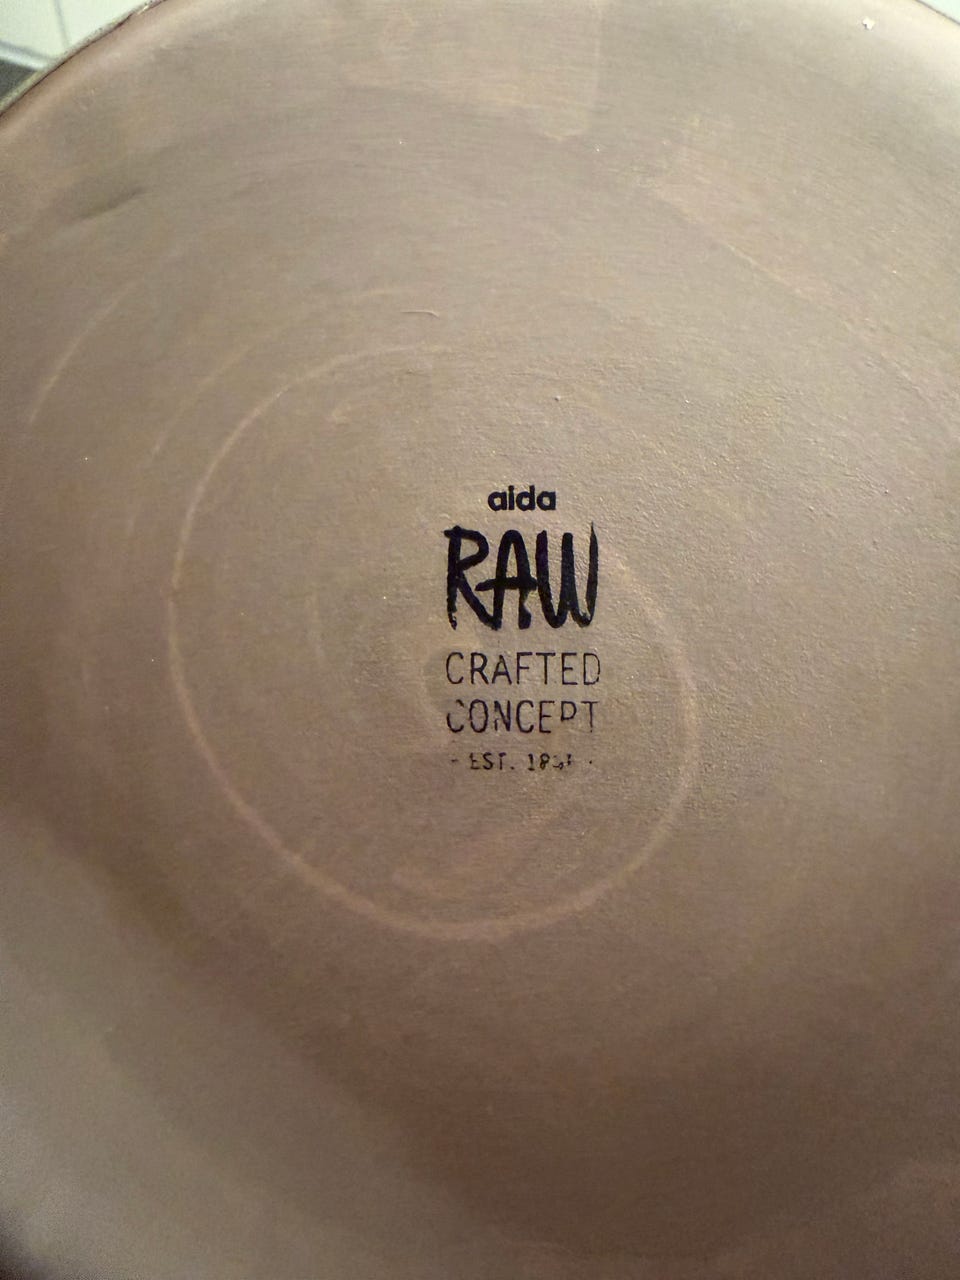 aida
RAW
CRAFTED
CONCEPT
- EST.